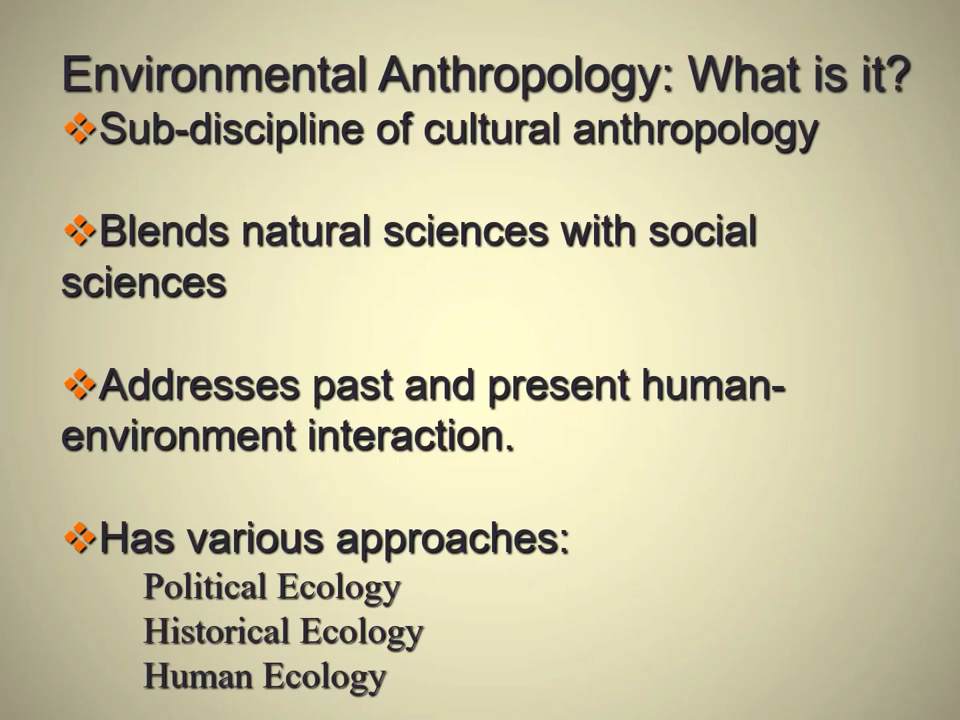 Environmental Anthropology: What is it?
❖Sub-discipline of cultural anthropology
❖Blends natural sciences with social
sciences
❖Addresses past and present human-
environment interaction.
❖Has various approaches:
Political Ecology
Historical Ecology
Human Ecology